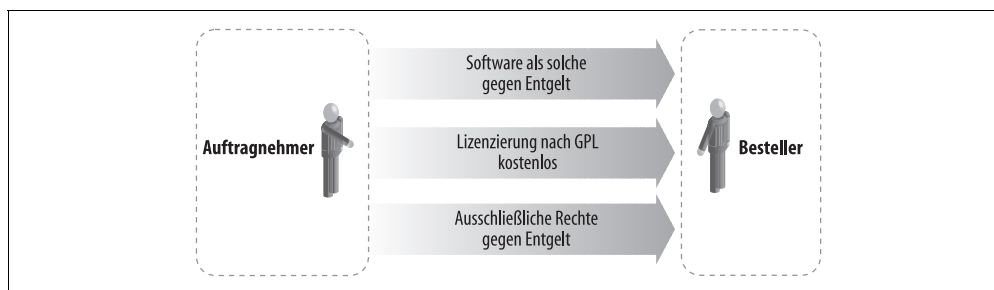 Software als solche
gegen Entgelt
Auftragnehmer
Lizenzierung nach GPL
kostenlos
Besteller
Ausschließliche Rechte
gegen Entgelt